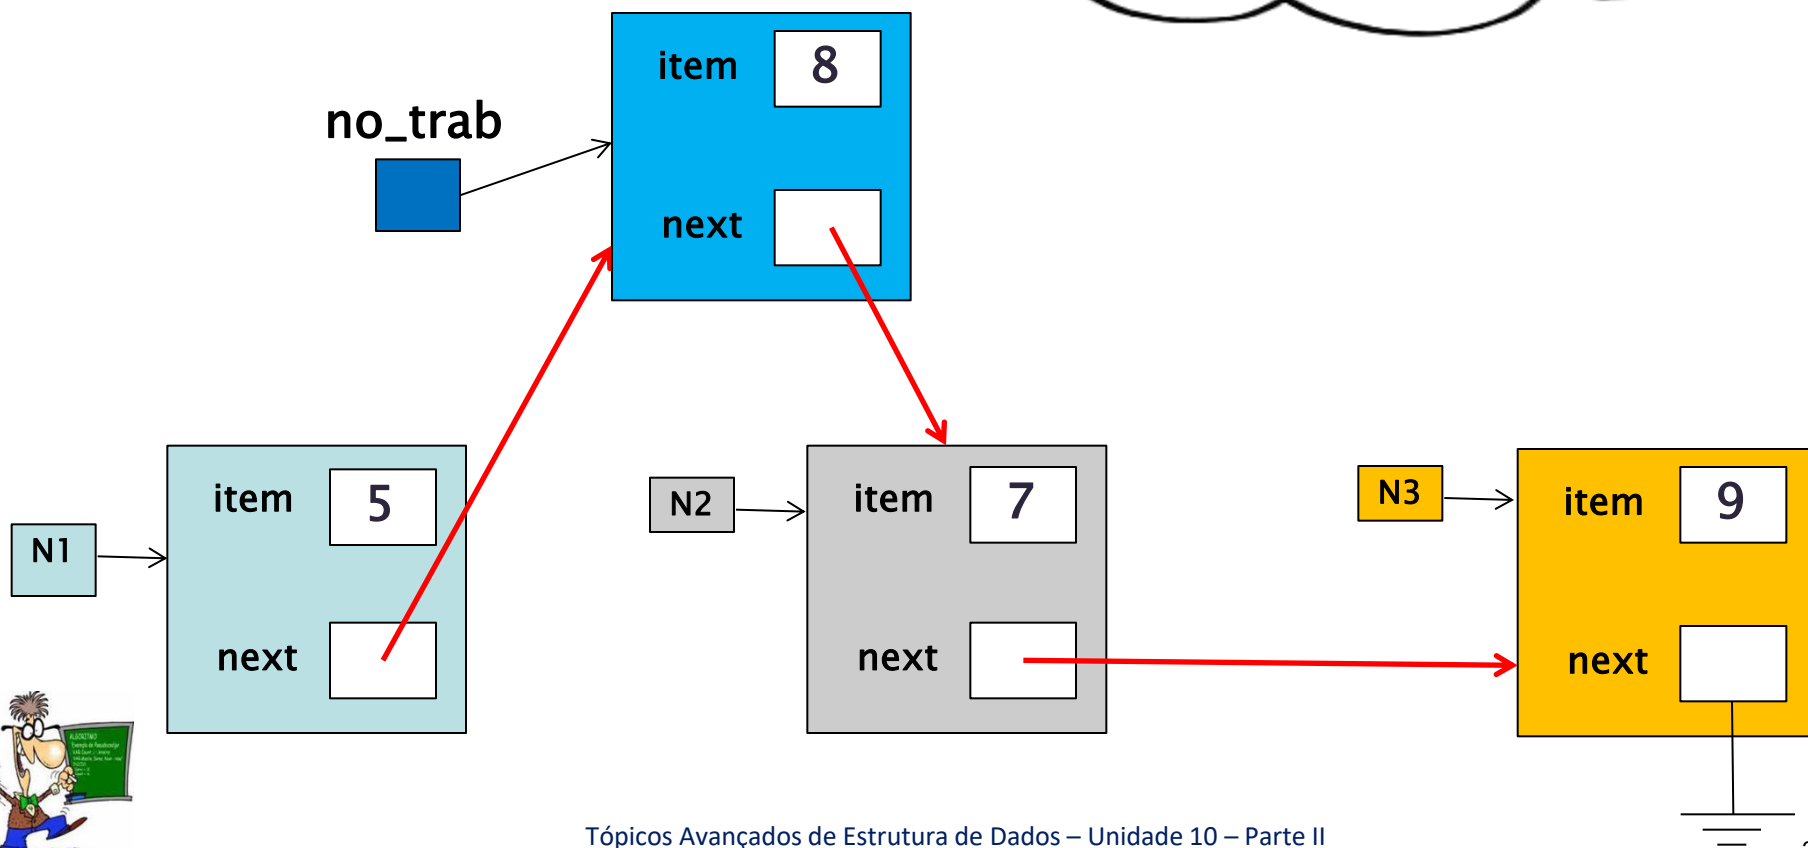 item 8
no_trab
next
item 5
N1
next
N2
item 7
next
N3
item 9
next
ALGORITMO
Tópicos Avançados de Estrutura de Dados – Unidade 10 – Parte II